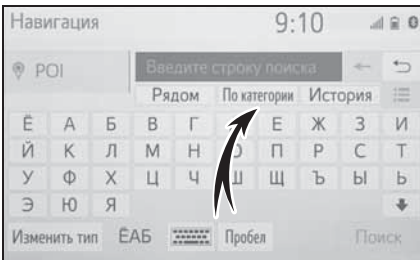 Навигация 9:10
POI Введите строку поиска
Рядом По категории История
Ё А Б В Г Е Ж З И
Й К Л М Н О П Р С Т
У Ф Х Ц Ч Ш Щ Ъ Ы Ь
Э Ю Я
Изменить тип ЁАБ Пробел Поиск